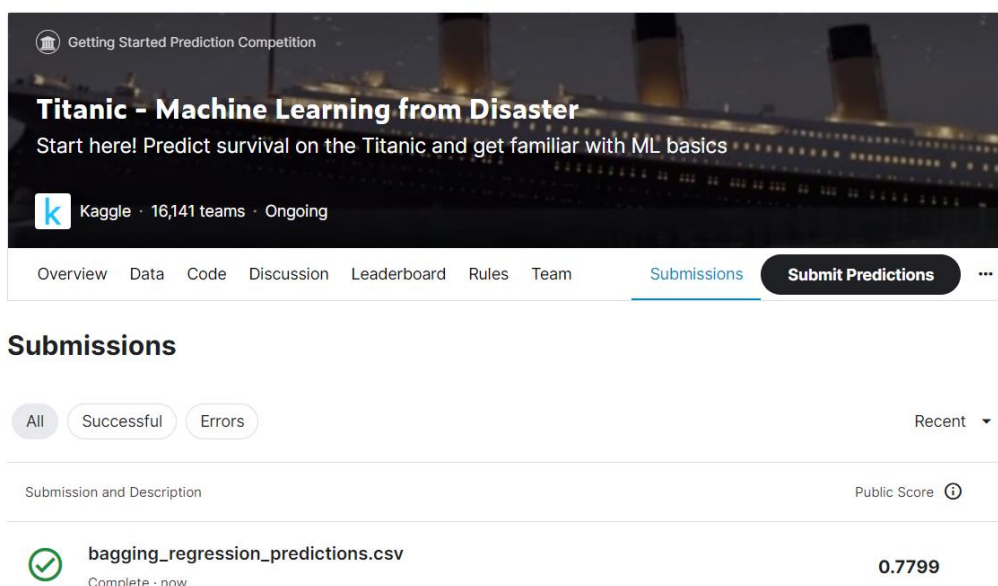 Getting Started Prediction Competition
Titanic - Machine Learning from Disaster
Start here! Predict survival on the Titanic and get familiar with ML basics
k Kaggle · 16,141 teams · Ongoing
Overview Data Code Discussion Leaderboard Rules Team Submissions Submit Predictions ...
Submissions
All Successful Errors Recent
Submission and Description Public Score
bagging_regression_predictions.csv 0.7799
Complete · now